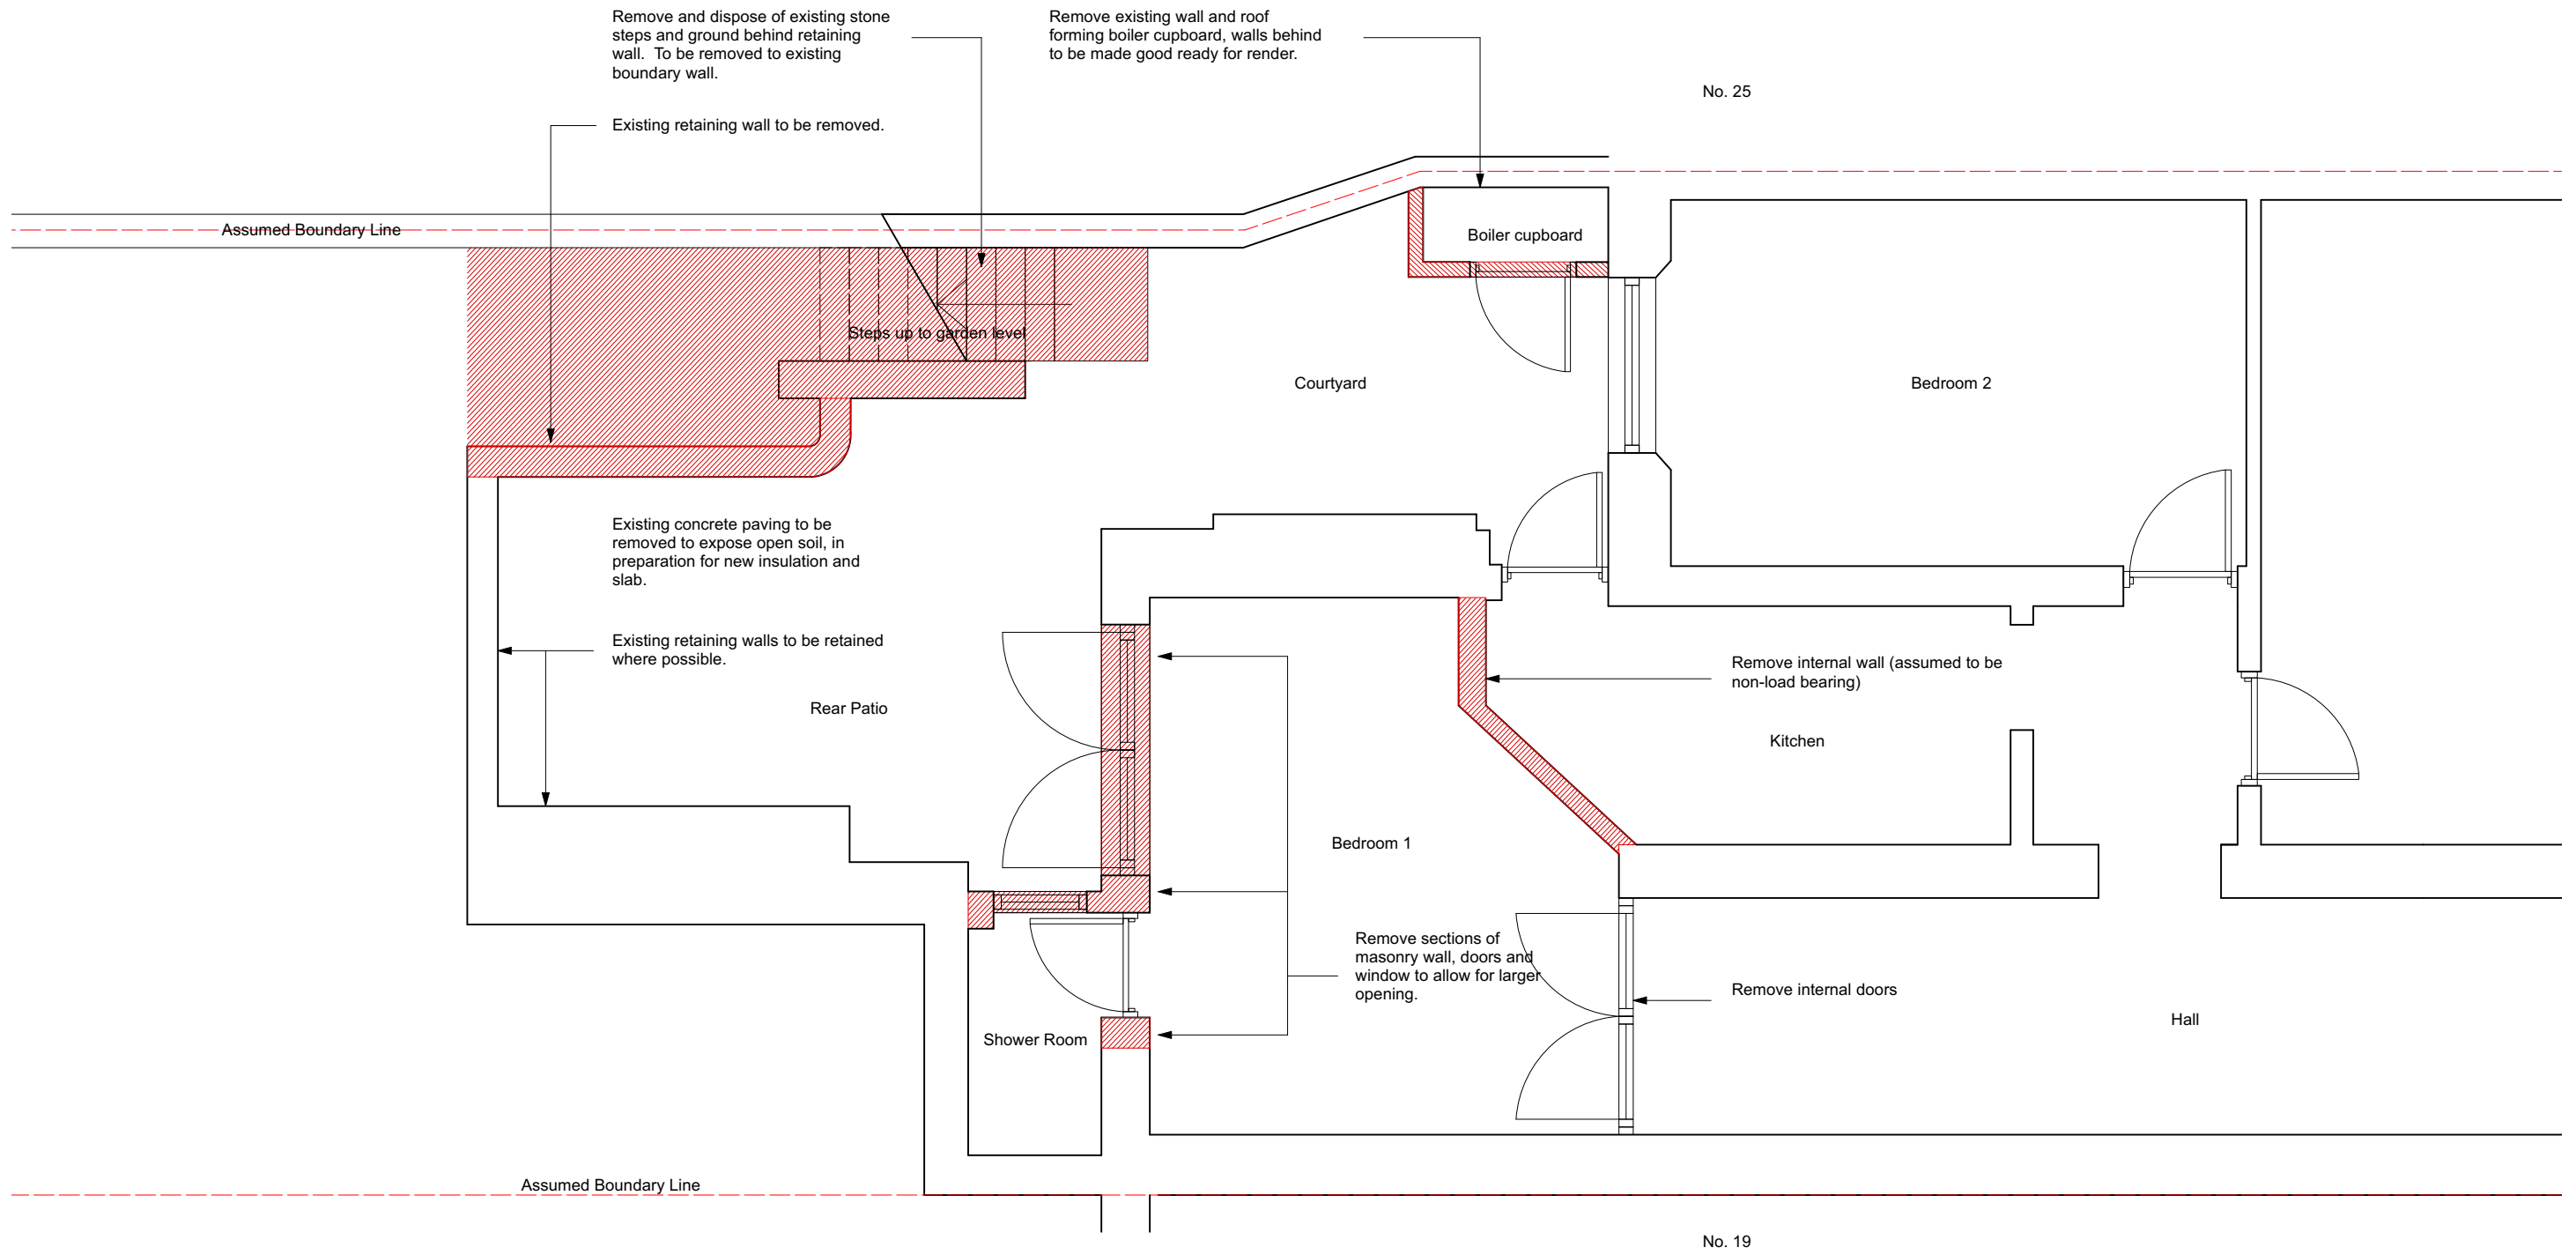 Remove and dispose of existing stone
steps and ground behind retaining
wall.  To be removed to existing
boundary wall.
Remove existing wall and roof
forming boiler cupboard, walls behind
to be made good ready for render.
No. 25
Existing retaining wall to be removed.
Assumed Boundary Line
Boiler cupboard
Steps up to garden level
Courtyard
Bedroom 2
Existing concrete paving to be
removed to expose open soil, in
preparation for new insulation and
slab.
Existing retaining walls to be retained
where possible.
Remove internal wall (assumed to be
non-load bearing)
Rear Patio
Kitchen
Bedroom 1
Remove sections of
masonry wall, doors and
window to allow for larger
opening.
Remove internal doors
Hall
Shower Room
Assumed Boundary Line
No. 19